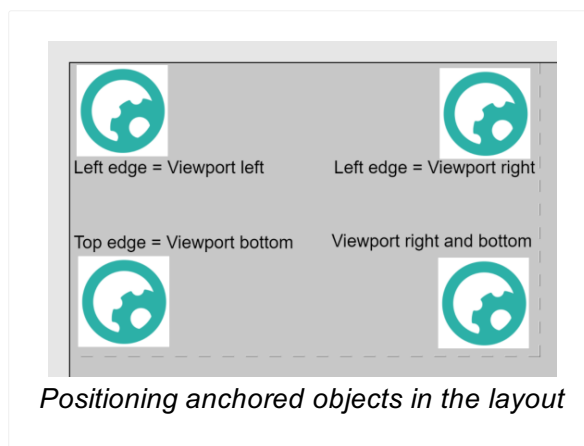 Left edge = Viewport left
Left edge = Viewport right
Top edge = Viewport bottom
Viewport right and bottom
Positioning anchored objects in the layout